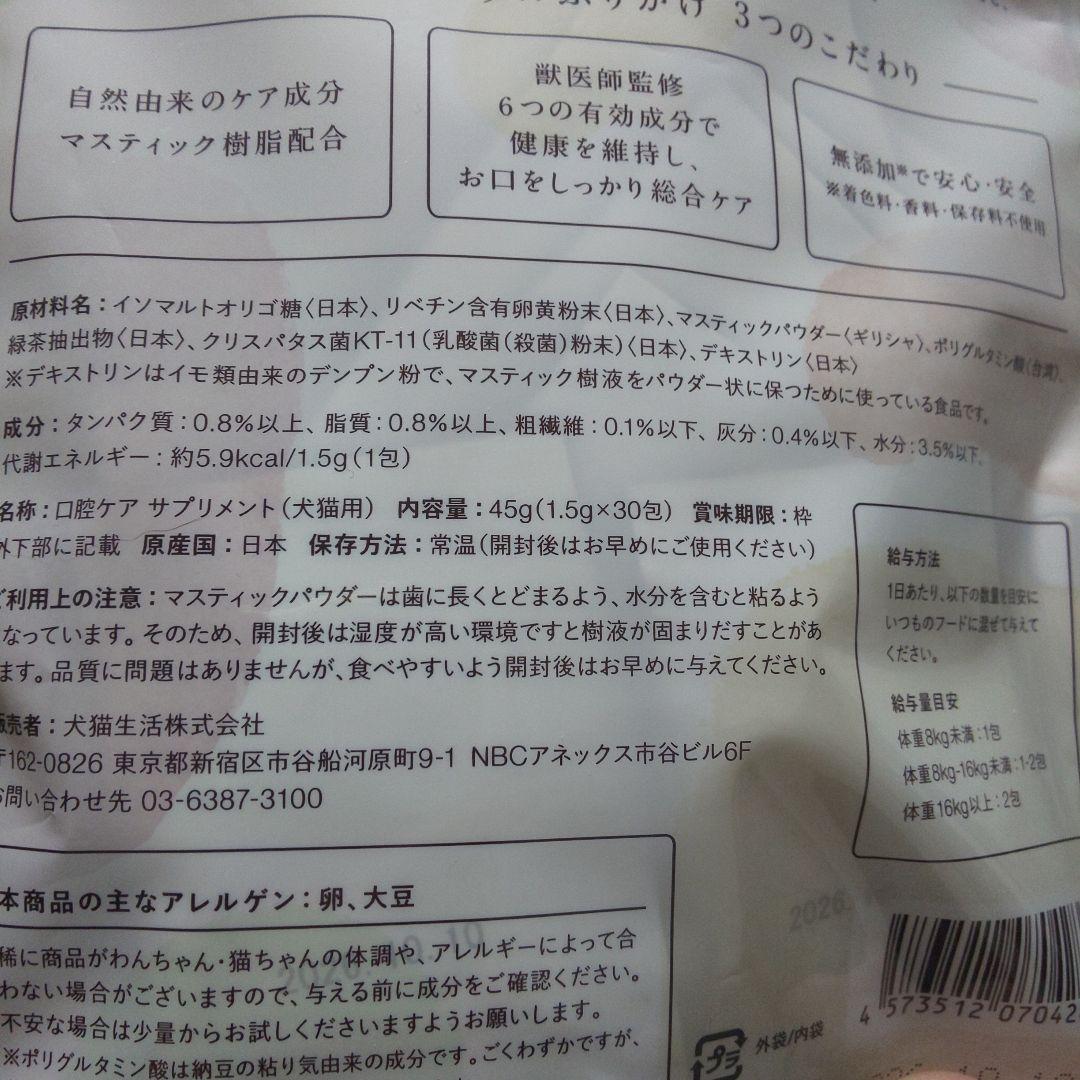 ふりかけ 3つのこだわり
自然由来のケア成分
マスティック樹脂配合
獣医師監修
6つの有効成分で
健康を維持し、
お口をしっかり総合ケア
無添加※で安心・安全
※着色料・香料・保存料不使用
原材料名：イソマルトオリゴ糖〈日本〉、リベチン含有卵黄粉末〈日本〉、マスティックパウダー〈ギリシャ〉、ポリグルタミン酸〈台湾〉、
緑茶抽出物〈日本〉、クリスパタス菌KT-11(乳酸菌(殺菌)粉末)〈日本〉、デキストリン〈日本〉
※デキストリンはイモ類由来のデンプン粉で、マスティック樹液をパウダー状に保つために使っている食品です。
成分：タンパク質：0.8%以上、脂質：0.8%以上、粗繊維：0.1%以下、灰分：0.4%以下、水分：3.5%以下、
代謝エネルギー：約5.9kcal/1.5g(1包)
名称：口腔ケア サプリメント(犬猫用) 内容量：45g(1.5g×30包) 賞味期限：枠
外下部に記載 原産国：日本 保存方法：常温(開封後はお早めにご使用ください)
ご利用上の注意：マスティックパウダーは歯に長くとどまるよう、水分を含むと粘るよう
なっています。そのため、開封後は湿度が高い環境ですと樹液が固まりだすことがあ
ます。品質に問題はありませんが、食べやすいよう開封後はお早めに与えてください。
販売者：犬猫生活株式会社
〒162-0826 東京都新宿区市谷船河原町9-1 NBCアネックス市谷ビル6F
お問い合わせ先 03-6387-3100
給与方法
1日あたり、以下の数量を目安に
いつものフードに混ぜて与えて
ください。
給与量目安
体重8kg未満：1包
体重8kg-16kg未満：1-2包
体重16kg以上：2包
本商品の主なアレルゲン：卵、大豆
稀に商品がわんちゃん・猫ちゃんの体調や、アレルギーによって合
わない場合がございますので、与える前に成分をご確認ください。
不安な場合は少量からお試しくださいますようお願いします。
※ポリグルタミン酸は納豆の粘り気由来の成分です。ごくわずかですが、
2026.10.10
2026.
4 573512 07042
プラ
外袋/内袋